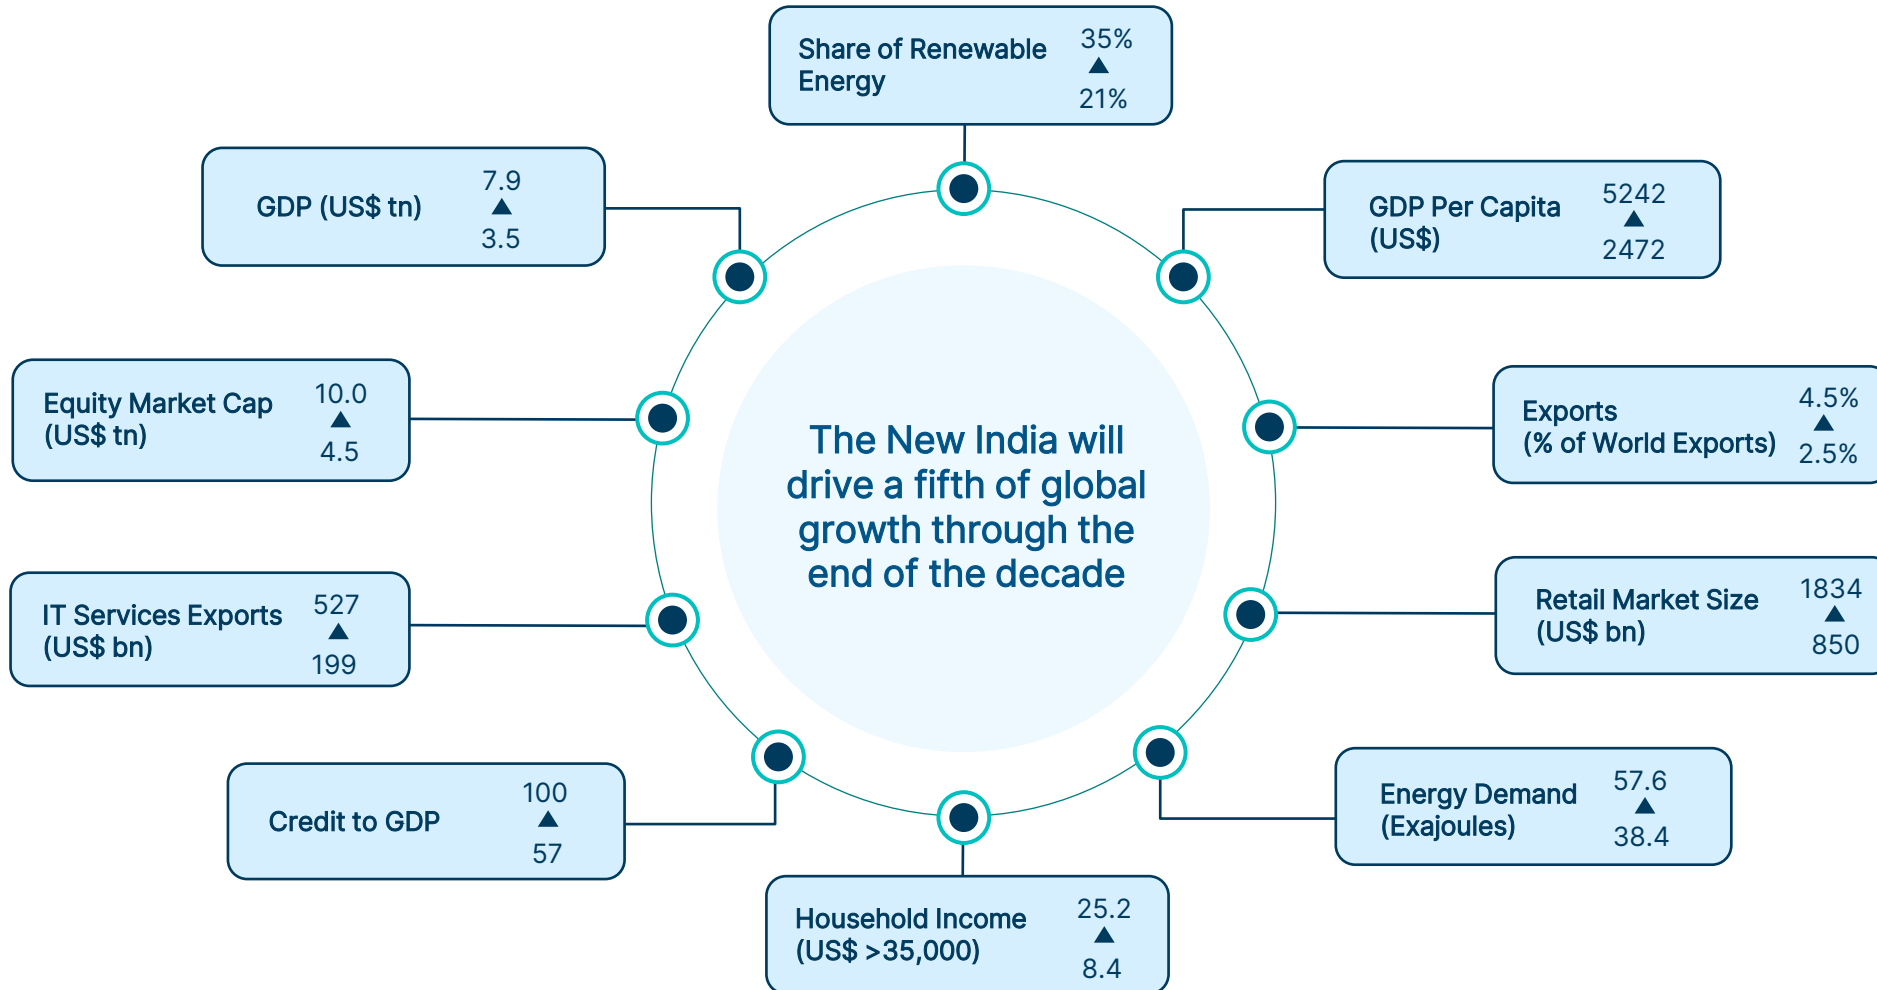 Share of Renewable
Energy
35%
▲
21%
GDP (US$ tn)
7.9
▲
3.5
GDP Per Capita
(US$)
5242
▲
2472
Equity Market Cap
(US$ tn)
10.0
▲
4.5
Exports
(% of World Exports)
4.5%
▲
2.5%
The New India will
drive a fifth of global
growth through the
end of the decade
IT Services Exports
(US$ bn)
527
▲
199
Retail Market Size
(US$ bn)
1834
▲
850
Credit to GDP
100
▲
57
Energy Demand
(Exajoules)
57.6
▲
38.4
Household Income
(US$ >35,000)
25.2
▲
8.4